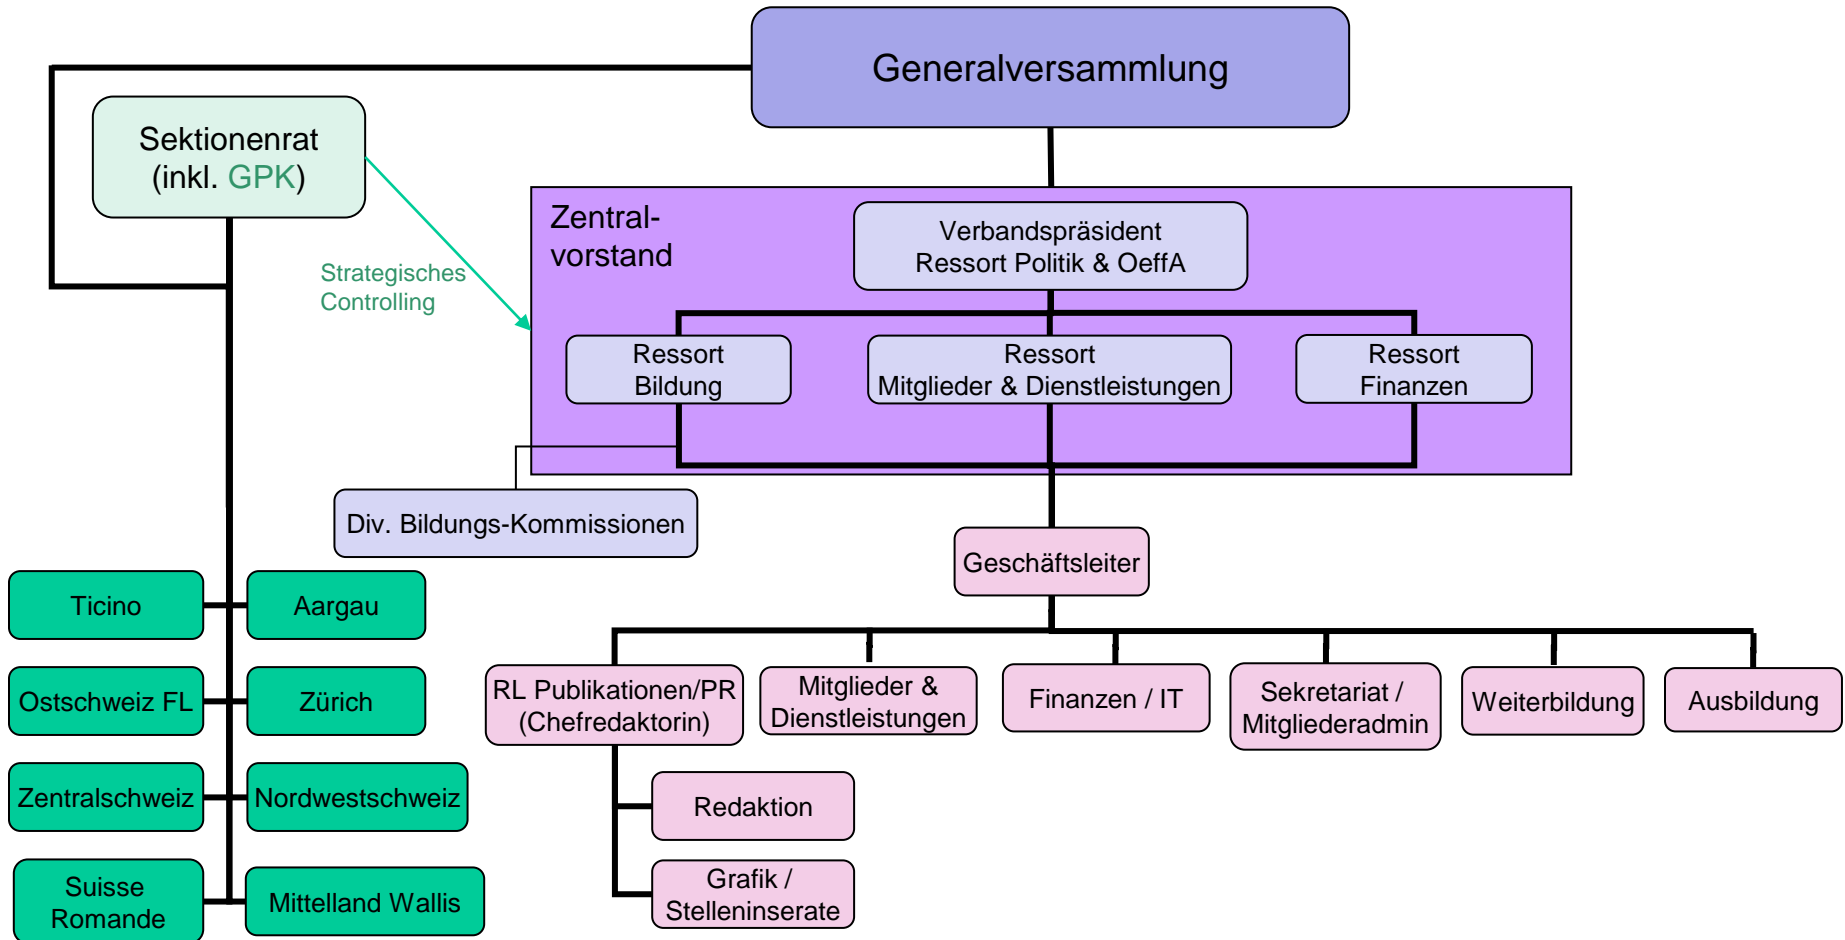 Generalversammlung
Sektionenrat
(inkl. GPK)
Zentral-
vorstand
Verbandspräsident
Ressort Politik & OeffA
Strategisches
Controlling
Ressort
Bildung
Ressort
Mitglieder & Dienstleistungen
Ressort
Finanzen
Div. Bildungs-Kommissionen
Geschäftsleiter
Ticino
Aargau
Ostschweiz FL
Zürich
Zentralschweiz
Nordwestschweiz
Suisse
Romande
Mittelland Wallis
RL Publikationen/PR
(Chefredaktorin)
Mitglieder &
Dienstleistungen
Finanzen / IT
Sekretariat /
Mitgliederadmin
Weiterbildung
Ausbildung
Redaktion
Grafik /
Stelleninserate